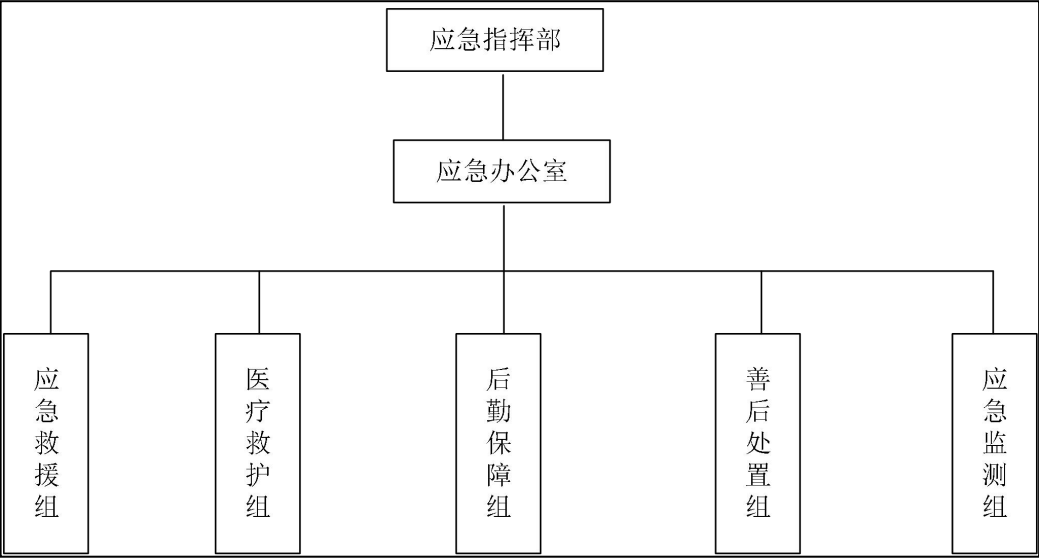 应急指挥部
应急办公室
应急救援组
医疗救护组
后勤保障组
善后处置组
应急监测组